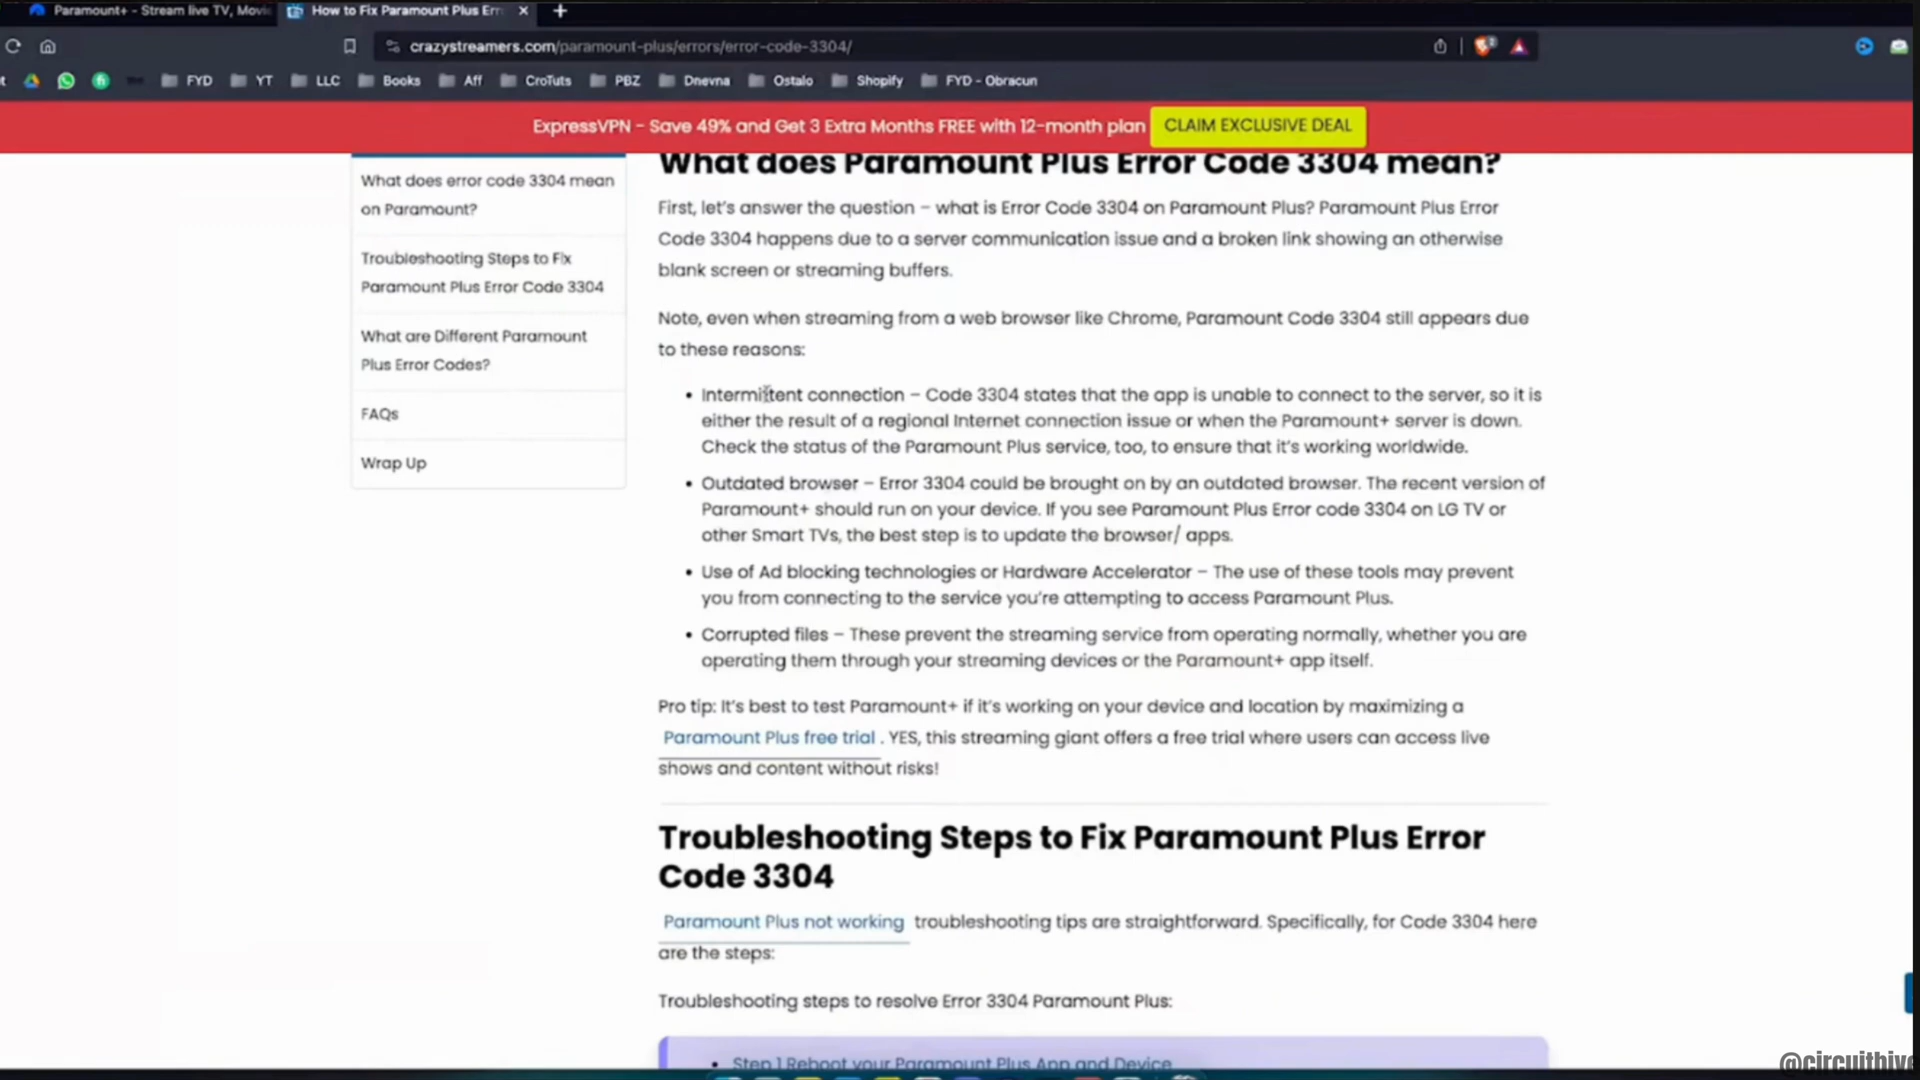 Paramount+ - Stream live TV, Movi
How to Fix Paramount Plus Err
crazystreamers.com/paramount-plus/errors/error-code-3304/
FYD
YT
LLC
Books
Aff
CroTuts
PBZ
Dnevna
Ostalo
Shopify
FYD - Obracun
ExpressVPN - Save 49% and Get 3 Extra Months FREE with 12-month plan
CLAIM EXCLUSIVE DEAL
What does error code 3304 mean
on Paramount?
Troubleshooting Steps to Fix
Paramount Plus Error Code 3304
What are Different Paramount
Plus Error Codes?
FAQs
Wrap Up
What does Paramount Plus Error Code 3304 mean?
First, let's answer the question – what is Error Code 3304 on Paramount Plus? Paramount Plus Error
Code 3304 happens due to a server communication issue and a broken link showing an otherwise
blank screen or streaming buffers.
Note, even when streaming from a web browser like Chrome, Paramount Code 3304 still appears due
to these reasons:
• Intermittent connection – Code 3304 states that the app is unable to connect to the server, so it is
either the result of a regional Internet connection issue or when the Paramount+ server is down.
Check the status of the Paramount Plus service, too, to ensure that it's working worldwide.
• Outdated browser – Error 3304 could be brought on by an outdated browser. The recent version of
Paramount+ should run on your device. If you see Paramount Plus Error code 3304 on LG TV or
other Smart TVs, the best step is to update the browser/ apps.
• Use of Ad blocking technologies or Hardware Accelerator – The use of these tools may prevent
you from connecting to the service you're attempting to access Paramount Plus.
• Corrupted files – These prevent the streaming service from operating normally, whether you are
operating them through your streaming devices or the Paramount+ app itself.
Pro tip: It's best to test Paramount+ if it's working on your device and location by maximizing a
Paramount Plus free trial . YES, this streaming giant offers a free trial where users can access live
shows and content without risks!
Troubleshooting Steps to Fix Paramount Plus Error
Code 3304
Paramount Plus not working troubleshooting tips are straightforward. Specifically, for Code 3304 here
are the steps:
Troubleshooting steps to resolve Error 3304 Paramount Plus:
• Step 1 Reboot your Paramount Plus App and Device
@circuithive